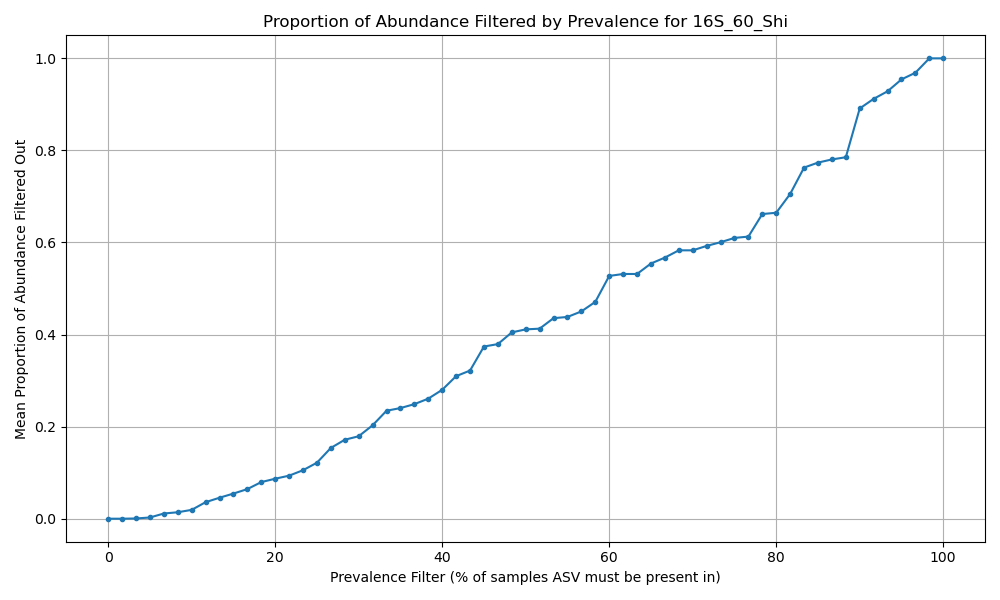 Proportion of Abundance Filtered by Prevalence for 16S_60_Shi
Mean Proportion of Abundance Filtered Out
1.0
0.8
0.6
0.4
0.2
0.0
0 20 40 60 80 100
Prevalence Filter (% of samples ASV must be present in)